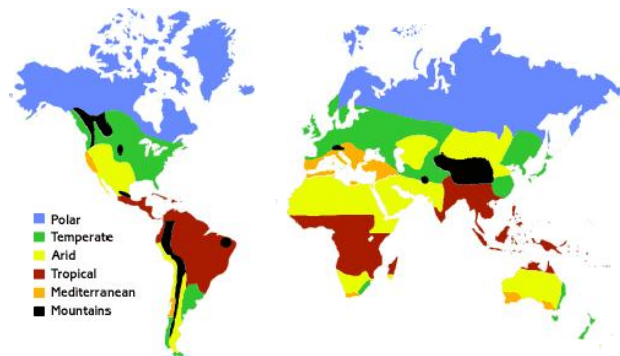 Polar
Temperate
Arid
Tropical
Mediterranean
Mountains